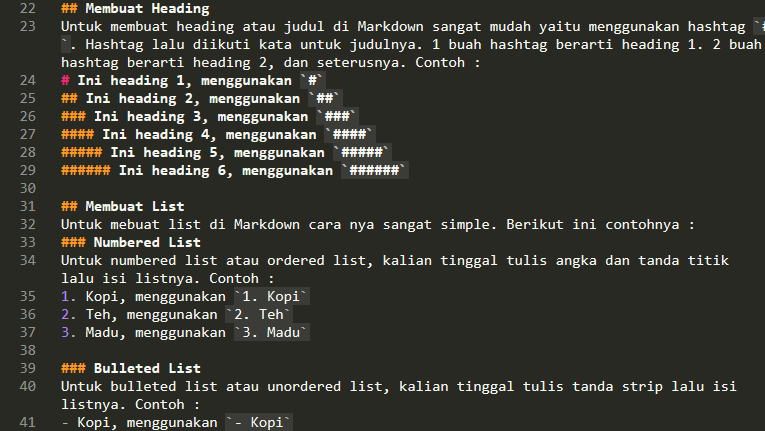 22 ## Membuat Heading
23 Untuk membuat heading atau judul di Markdown sangat mudah yaitu menggunakan hashtag `#
`. Hashtag lalu diikuti kata untuk judulnya. 1 buah hashtag berarti heading 1. 2 buah
hashtag berarti heading 2, dan seterusnya. Contoh :
24 # Ini heading 1, menggunakan `#`
25 ## Ini heading 2, menggunakan `##`
26 ### Ini heading 3, menggunakan `###`
27 #### Ini heading 4, menggunakan `####`
28 ##### Ini heading 5, menggunakan `#####`
29 ###### Ini heading 6, menggunakan `######`
30
31 ## Membuat List
32 Untuk mebuat list di Markdown cara nya sangat simple. Berikut ini contohnya :
33 ### Numbered List
34 Untuk numbered list atau ordered list, kalian tinggal tulis angka dan tanda titik
lalu isi listnya. Contoh :
35 1. Kopi, menggunakan `1. Kopi`
36 2. Teh, menggunakan `2. Teh`
37 3. Madu, menggunakan `3. Madu`
38
39 ### Bulleted List
40 Untuk bulleted list atau unordered list, kalian tinggal tulis tanda strip lalu isi
listnya. Contoh :
41 - Kopi, menggunakan `- Kopi`